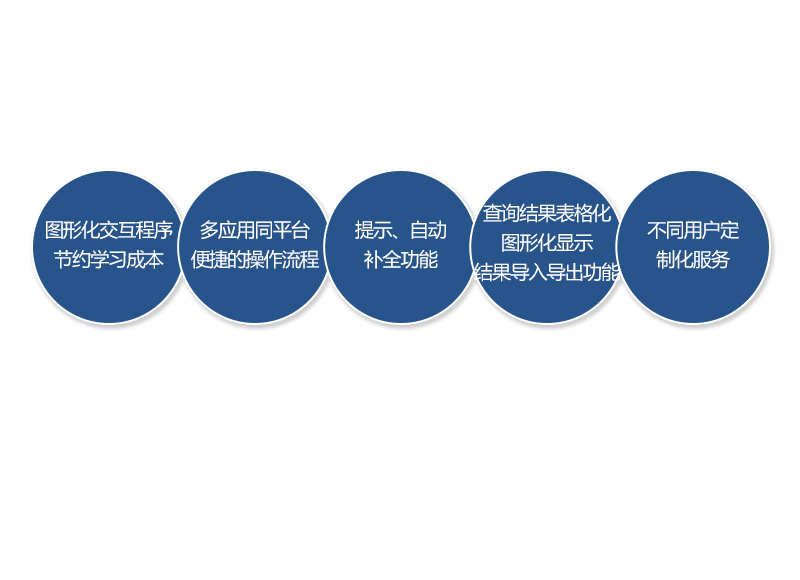 图形化交互程序
节约学习成本
多应用同平台
便捷的操作流程
提示、自动
补全功能
查询结果表格化
图形化显示
结果导入导出功能
不同用户定
制化服务